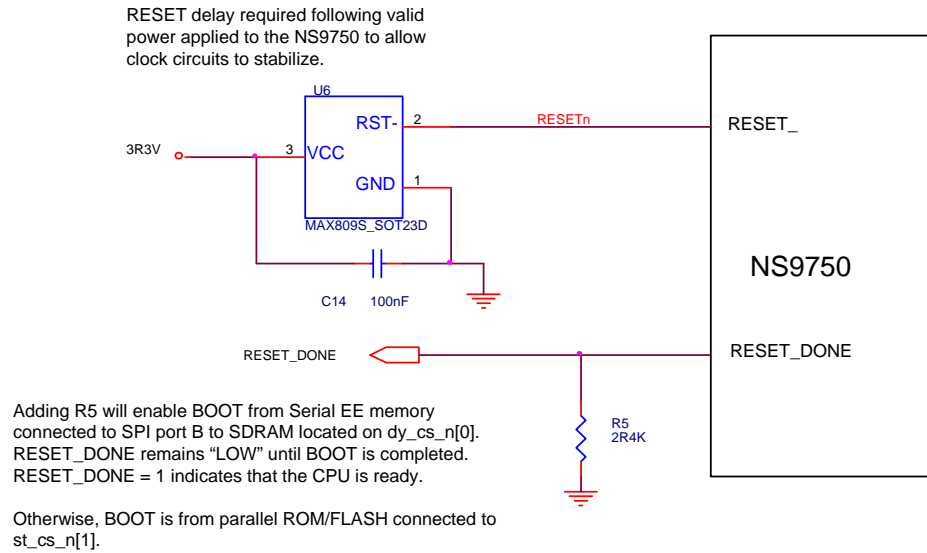 RESET delay required following valid
power applied to the NS9750 to allow
clock circuits to stabilize.
U6
RST-
2
RESETn
RESET_
3R3V
3
VCC
GND
1
MAX809S_SOT23D
NS9750
C14
100nF
RESET_DONE
RESET_DONE
Adding R5 will enable BOOT from Serial EE memory
connected to SPI port B to SDRAM located on dy_cs_n[0].
RESET_DONE remains “LOW” until BOOT is completed.
RESET_DONE = 1 indicates that the CPU is ready.
R5
2R4K
Otherwise, BOOT is from parallel ROM/FLASH connected to
st_cs_n[1].